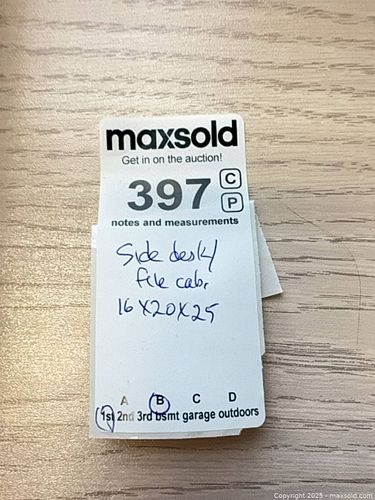 maxsold
Get in on the auction!
397 C
P
notes and measurements
Side desk/
file cab.
16x20x25
A B C D
1st 2nd 3rd bsmt garage outdoors
Copyright 2025 - maxsold.com